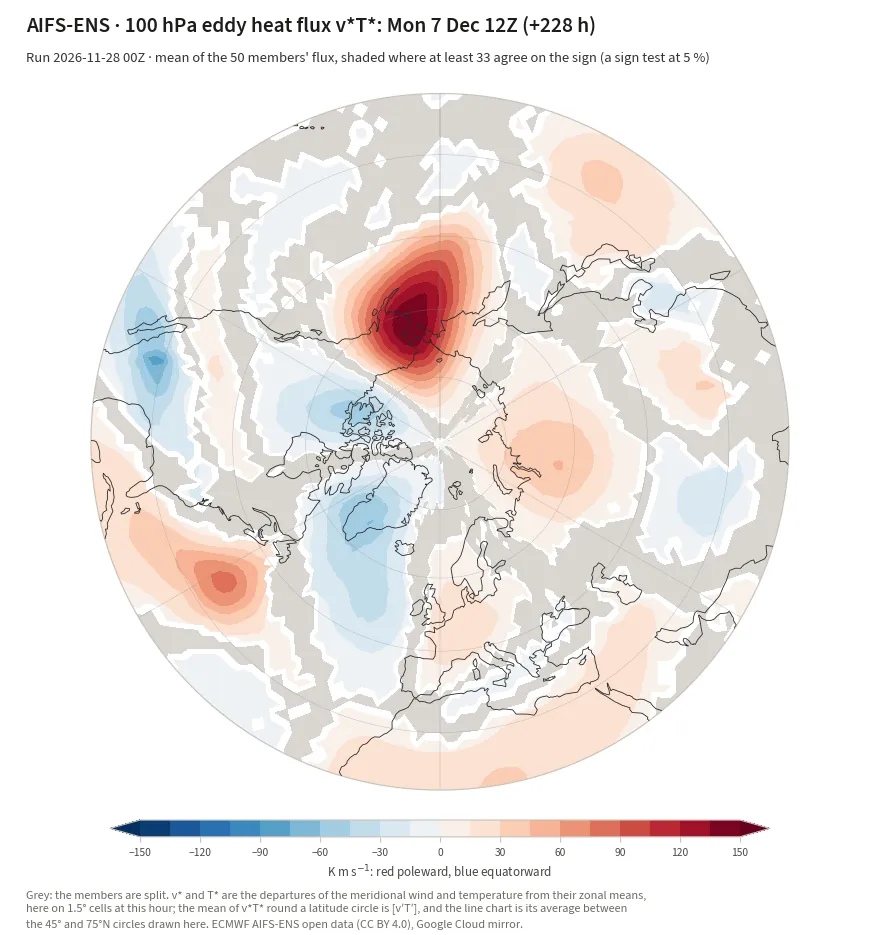 AIFS-ENS · 100 hPa eddy heat flux v*T*: Mon 7 Dec 12Z (+228 h)
Run 2026-11-28 00Z · mean of the 50 members' flux, shaded where at least 33 agree on the sign (a sign test at 5 %)
−150 −120 −90 −60 −30 0 30 60 90 120 150
K m s⁻¹: red poleward, blue equatorward
Grey: the members are split. v* and T* are the departures of the meridional wind and temperature from their zonal means,
here on 1.5° cells at this hour; the mean of v*T* round a latitude circle is [v'T'], and the line chart is its average between
the 45° and 75°N circles drawn here. ECMWF AIFS-ENS open data (CC BY 4.0), Google Cloud mirror.